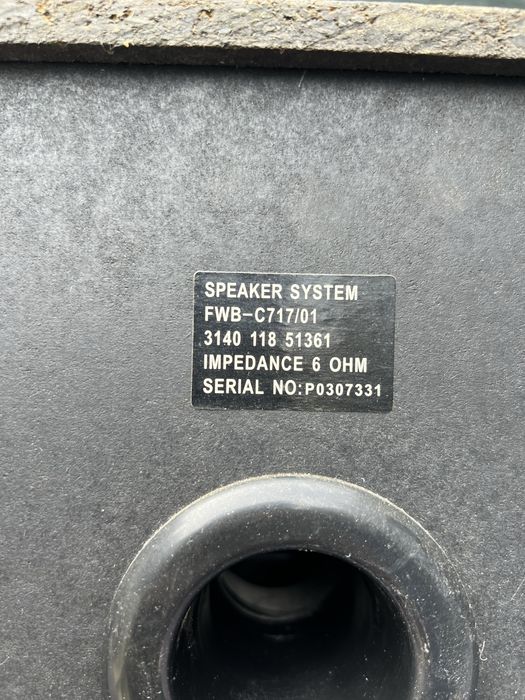 SPEAKER SYSTEM
FWB-C717/01
3140 118 51361
IMPEDANCE 6 OHM
SERIAL NO:P0307331